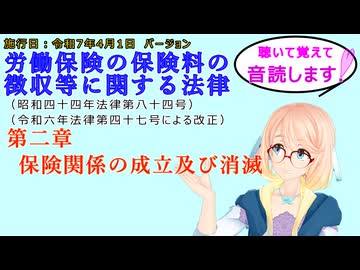 施行日:令和7年4月1日 バージョン
労働保険の保険料の
徴収等に関する法律
(昭和四十四年法律第八十四号)
(令和六年法律第四十七号による改正)
第二章
保険関係の成立及び消滅
聴いて覚えて
音読します!